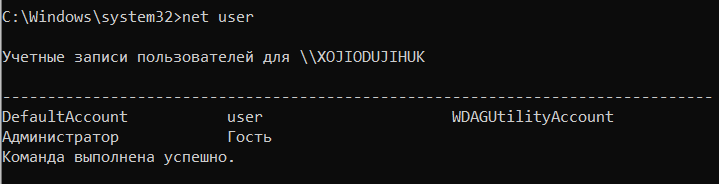 C:\Windows\system32>net user
Учетные записи пользователей для \\XOJIODUJIHUK
-------------------------------------------------------------------------------
DefaultAccount           user                     WDAGUtilityAccount
Администратор            Гость
Команда выполнена успешно.